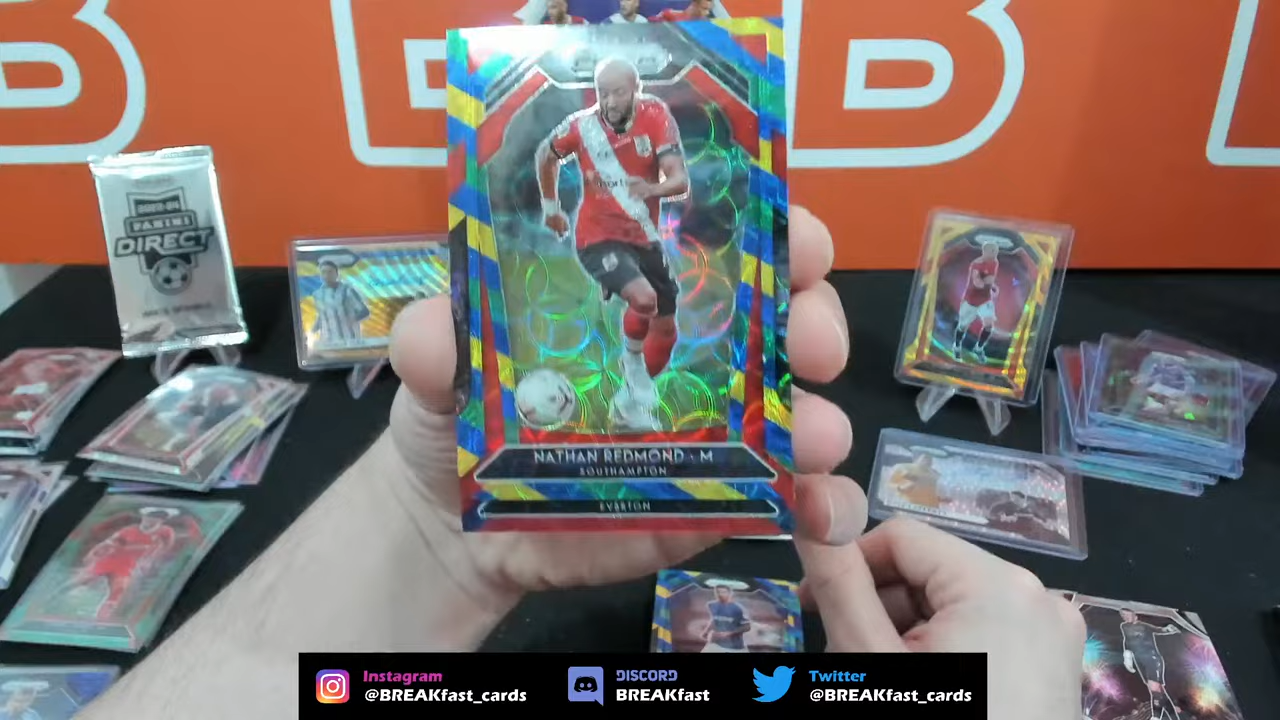 B B B
PANINI
DIRECT
NATHAN REDMOND - M
SOUTHAMPTON
EVERTON
Instagram
@BREAKfast_cards
DISCORD
BREAKfast
Twitter
@BREAKfast_cards